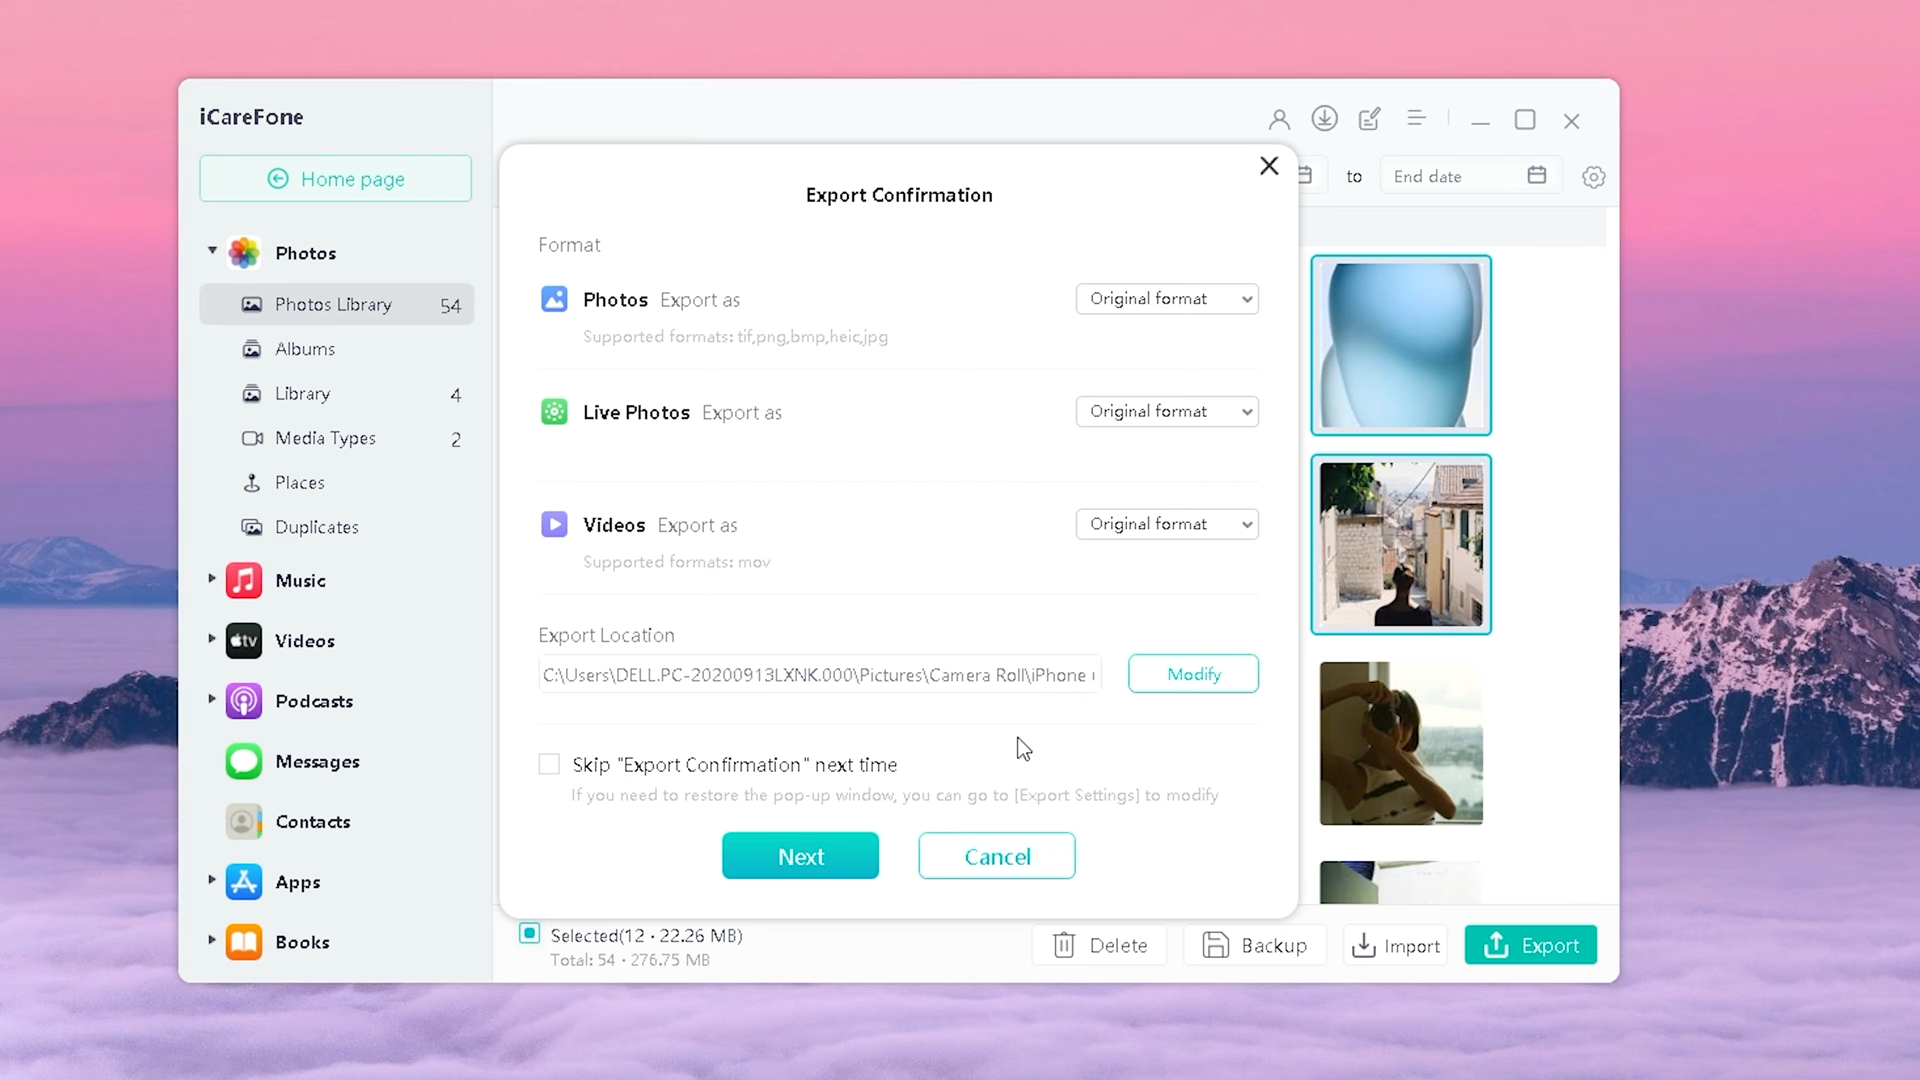 iCareFone
Home page
Photos
Photos Library 54
Albums
Library 4
Media Types 2
Places
Duplicates
Music
tv
Videos
Podcasts
Messages
Contacts
Apps
Books
to
End date
Export Confirmation
Format
Photos Export as
Original format
Supported formats: tif,png,bmp,heic,jpg
Live Photos Export as
Original format
Videos Export as
Original format
Supported formats: mov
Export Location
C:\Users\DELL.PC-20200913LXNK.000\Pictures\Camera Roll\iPhone
Modify
Skip "Export Confirmation" next time
If you need to restore the pop-up window, you can go to [Export Settings] to modify
Next
Cancel
Selected(12 · 22.26 MB)
Total: 54 · 276.75 MB
Delete
Backup
Import
Export